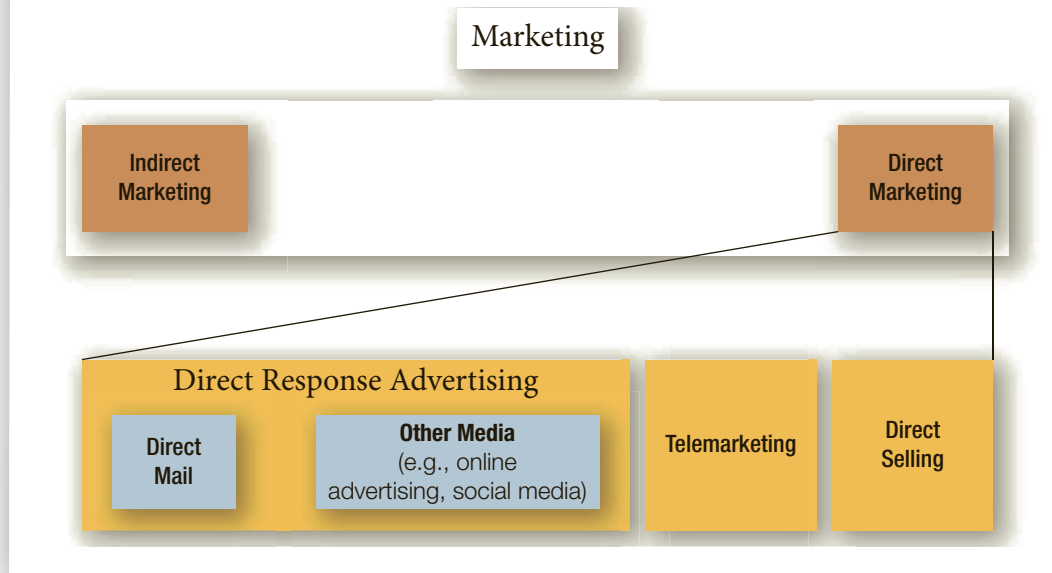 Marketing
Indirect
Marketing
Direct
Marketing
Direct Response Advertising
Direct
Mail
Other Media
(e.g., online
advertising, social media)
Telemarketing
Direct
Selling